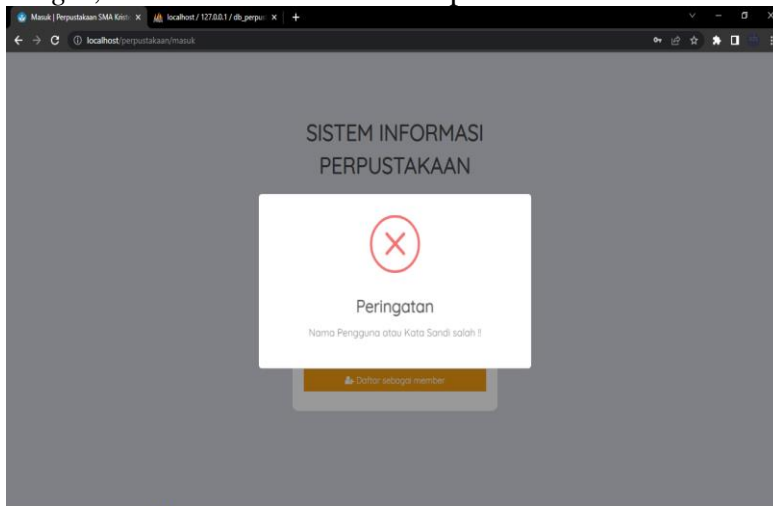 Masuk | Perpustakaan SMA Krist
localhost / 127.0.0.1 / db_perpus
localhost/perpustakaan/masuk
SISTEM INFORMASI
PERPUSTAKAAN
Peringatan
Nama Pengguna atau Kata Sandi salah !!
Daftar sebagai member